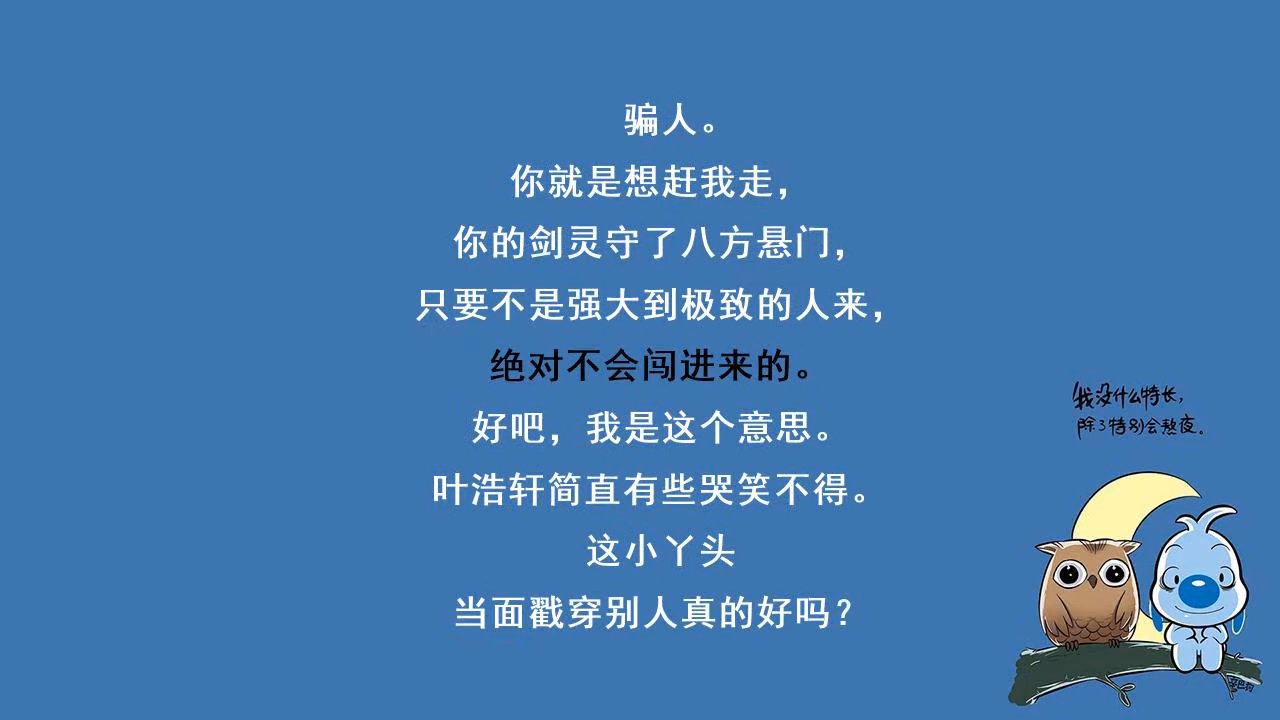 骗人。
你就是想赶我走，
你的剑灵守了八方悬门，
只要不是强大到极致的人来，
绝对不会闯进来的。
好吧，我是这个意思。
叶浩轩简直有些哭笑不得。
这小丫头
当面戳穿别人真的好吗？
我没什么特长，
除了特别会熬夜。